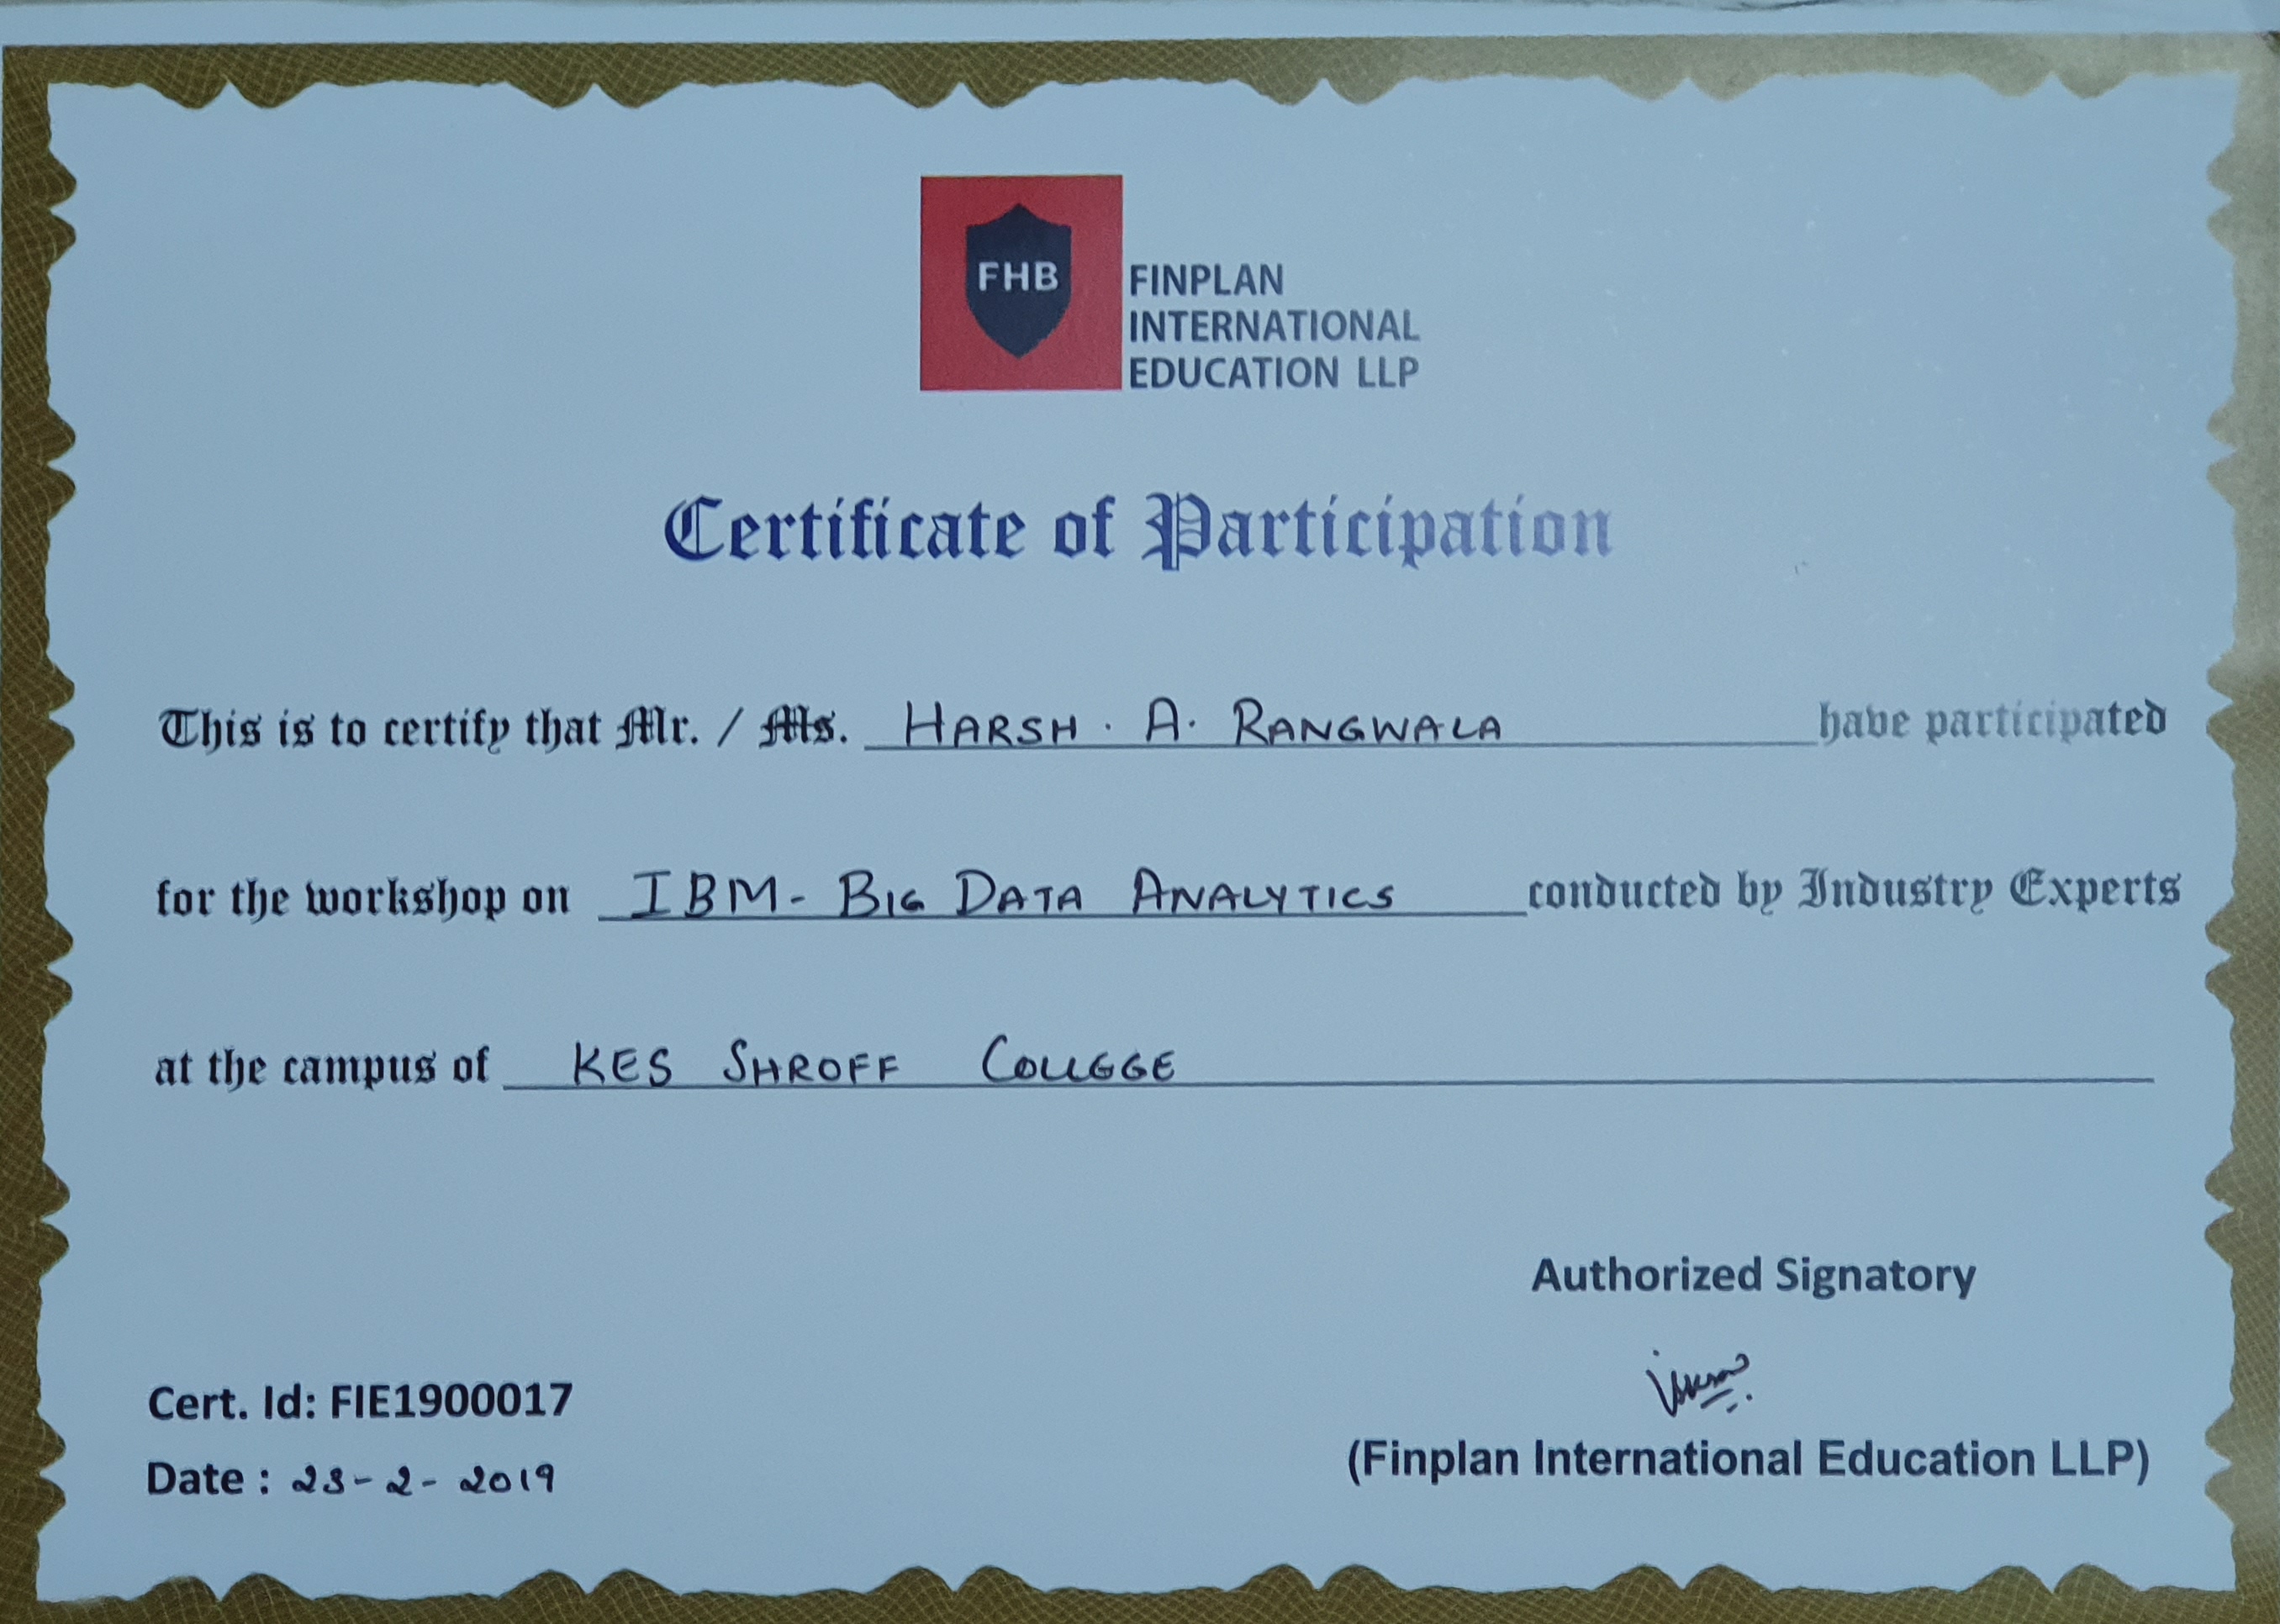 FHB
FINPLAN
INTERNATIONAL
EDUCATION LLP
Certificate of Participation
This is to certify that Mr. / Ms. HARSH . A. RANGWALA have participated
for the workshop on IBM - BIG DATA ANALYTICS conducted by Industry Experts
at the campus of KES SHROFF COLLEGE
Authorized Signatory
Cert. Id: FIE1900017
Date : 23-2-2019
(Finplan International Education LLP)